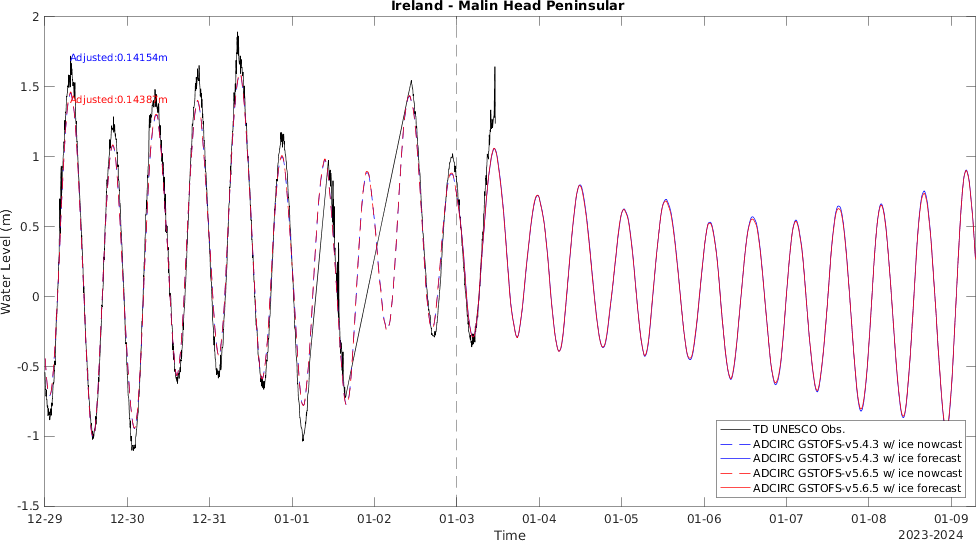 Ireland - Malin Head Peninsular
Adjusted:0.14154m
Adjusted:0.14387m
Water Level (m)
2
1.5
1
0.5
0
-0.5
-1
-1.5
12-29 12-30 12-31 01-01 01-02 01-03 01-04 01-05 01-06 01-07 01-08 01-09
Time
2023-2024
TD UNESCO Obs.
ADCIRC GSTOFS-v5.4.3 w/ ice nowcast
ADCIRC GSTOFS-v5.4.3 w/ ice forecast
ADCIRC GSTOFS-v5.6.5 w/ ice nowcast
ADCIRC GSTOFS-v5.6.5 w/ ice forecast